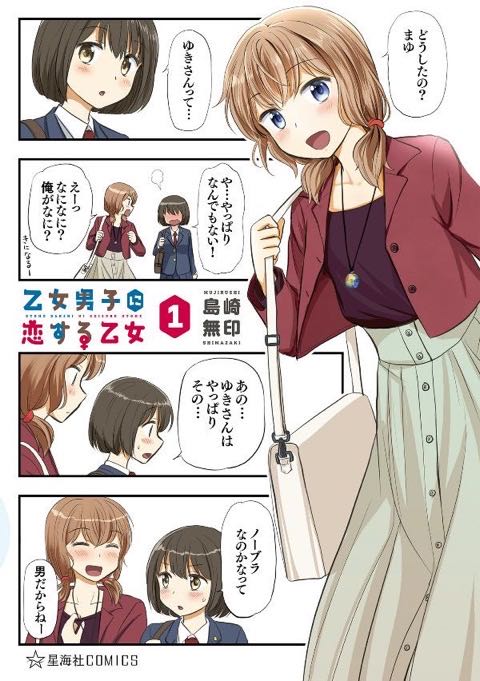 どうしたの?
まゆ
ゆきさんって…
や…やっぱり
なんでもない!
えーっ
なになに?
俺がなに?
きになるー
乙女男子に
OTOME DANSHI NI KOISURU OTOME
恋する乙女
1
MUJIRUSHI
島崎
無印
SHIMAZAKI
あの…
ゆきさんは
やっぱり
その…
ノーブラ
なのかなって
男だからねー
星海社COMICS